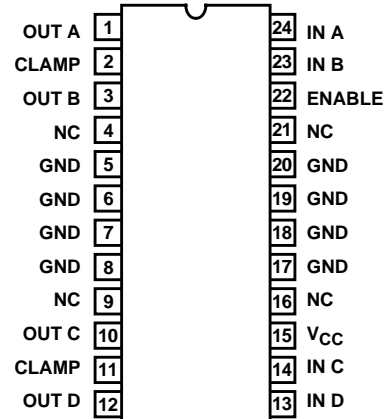 OUT A 1 24 IN A
CLAMP 2 23 IN B
OUT B 3 22 ENABLE
NC 4 21 NC
GND 5 20 GND
GND 6 19 GND
GND 7 18 GND
GND 8 17 GND
NC 9 16 NC
OUT C 10 15 VCC
CLAMP 11 14 IN C
OUT D 12 13 IN D